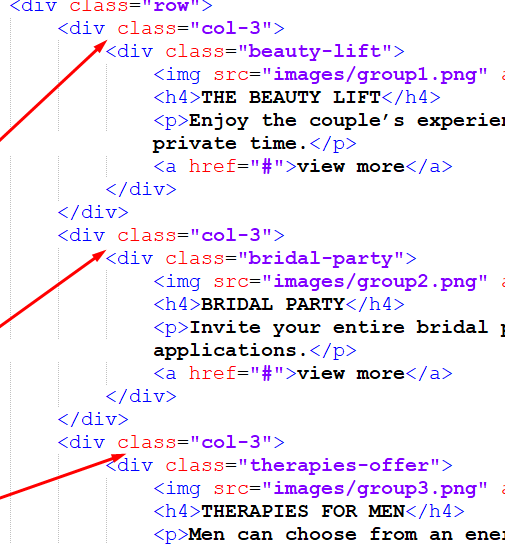 <div class="row">
<div class="col-3">
<div class="beauty-lift">
<img src="images/group1.png"
<h4>THE BEAUTY LIFT</h4>
<p>Enjoy the couple’s
private time.</p>
<a href="#">view more</a>
</div>
</div>
<div class="col-3">
<div class="bridal-party">
<img src="images/group2.png"
<h4>BRIDAL PARTY</h4>
<p>Invite your entire bridal
applications.</p>
<a href="#">view more</a>
</div>
</div>
<div class="col-3">
<div class="therapies-offer">
<img src="images/group3.png"
<h4>THERAPIES FOR MEN</h4>
<p>Men can choose from an